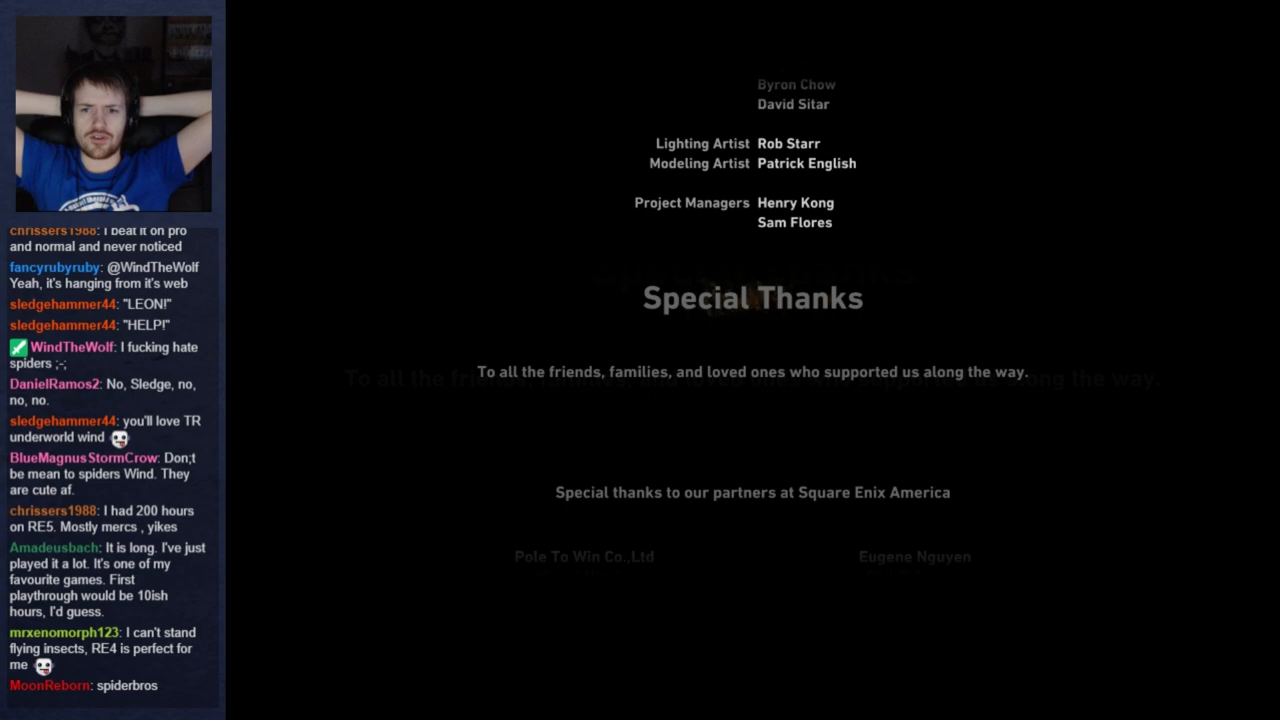 chrissers1988: I beat it on pro
and normal and never noticed
fancyrubyruby: @WindTheWolf
Yeah, it's hanging from it's web
sledgehammer44: "LEON!"
sledgehammer44: "HELP!"
WindTheWolf: I fucking hate
spiders ;-;
DanielRamos2: No, Sledge, no,
no, no.
sledgehammer44: you'll love TR
underworld wind
BlueMagnusStormCrow: Don;t
be mean to spiders Wind. They
are cute af.
chrissers1988: I had 200 hours
on RE5. Mostly mercs , yikes
Amadeusbach: It is long. I've just
played it a lot. It's one of my
favourite games. First
playthrough would be 10ish
hours, I'd guess.
mrxenomorph123: I can't stand
flying insects, RE4 is perfect for
me
MoonReborn: spiderbros
Byron Chow
David Sitar
Lighting Artist Rob Starr
Modeling Artist Patrick English
Project Managers Henry Kong
Sam Flores
Special Thanks
To all the friends, families, and loved ones who supported us along the way.
Special thanks to our partners at Square Enix America
Pole To Win Co.,Ltd Eugene Nguyen